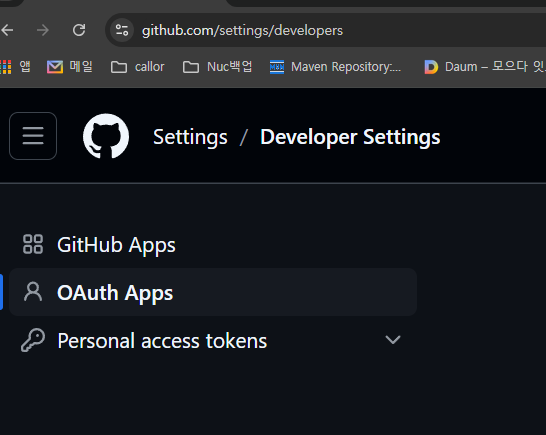 github.com/settings/developers
앱 메일 callor Nuc백업 Maven Repository:... Daum – 모으다 잇
Settings / Developer Settings
GitHub Apps
OAuth Apps
Personal access tokens